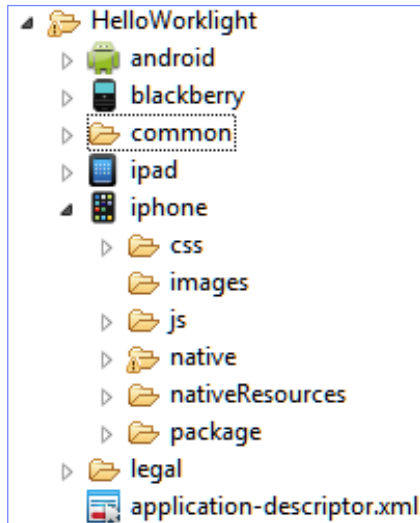 HelloWorklight
android
blackberry
common
ipad
iphone
css
images
js
native
nativeResources
package
legal
application-descriptor.xml